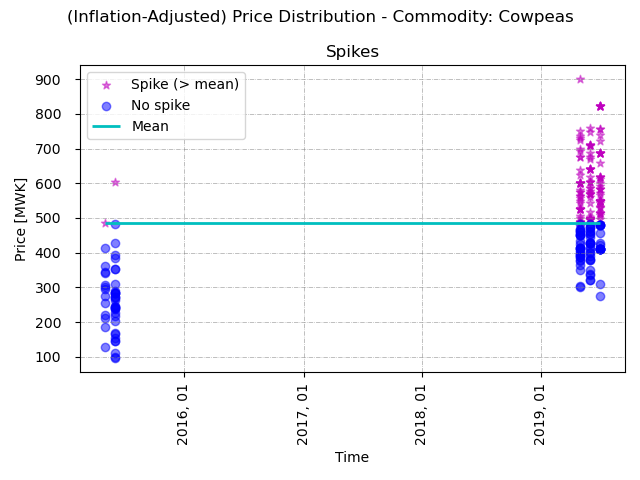 (Inflation-Adjusted) Price Distribution - Commodity: Cowpeas
Spikes
Spike (> mean)
No spike
Mean
Price [MWK]
900
800
700
600
500
400
300
200
100
2016, 01
2017, 01
2018, 01
2019, 01
Time